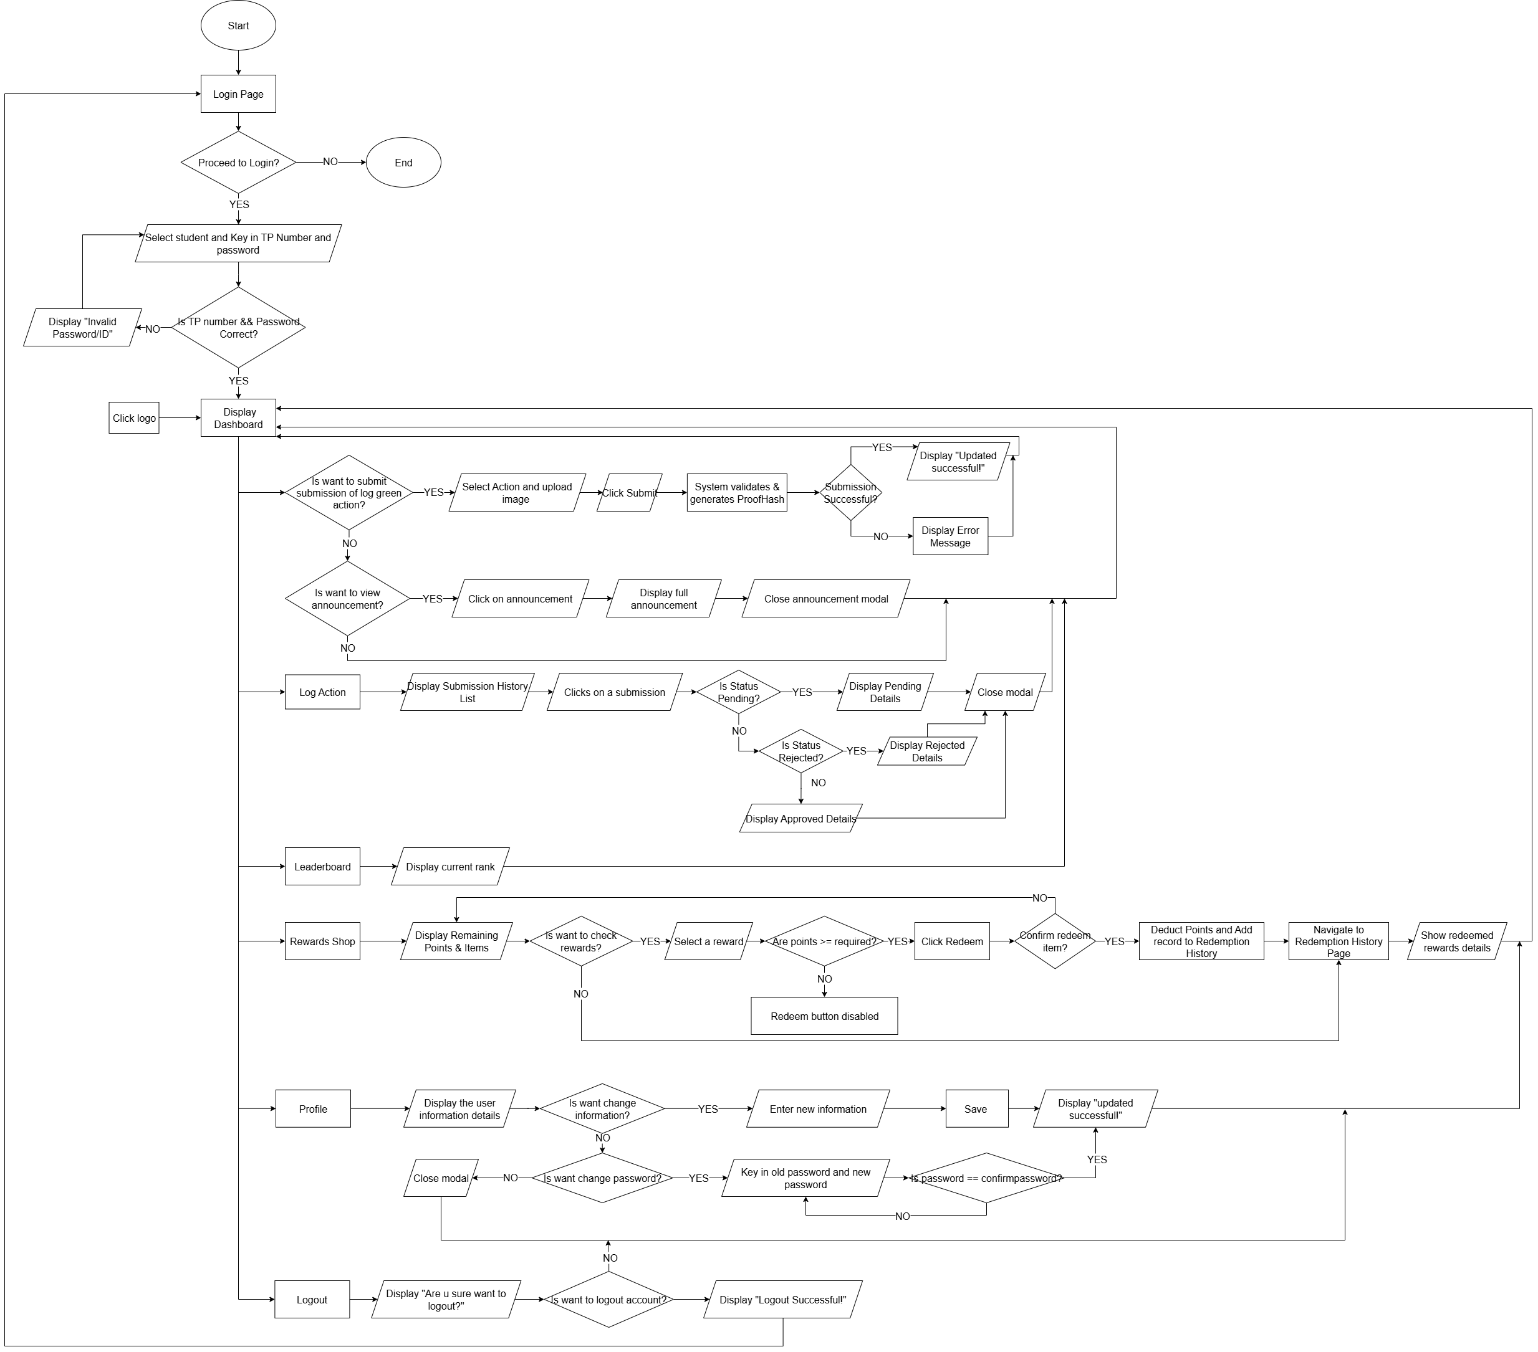 Start
Login Page
Proceed to Login?
NO
End
YES
Select student and Key in TP Number and
password
Is TP number && Password
Correct?
NO
Display "Invalid
Password/ID"
YES
Click logo
Display
Dashboard
Is want to submit
submission of log green
action?
YES
Select Action and upload
image
Click Submit
System validates &
generates ProofHash
Submission
Successful?
YES
Display "Updated
successful!"
NO
Display Error
Message
NO
Is want to view
announcement?
YES
Click on announcement
Display full
announcement
Close announcement modal
NO
Log Action
Display Submission History
List
Clicks on a submission
Is Status
Pending?
YES
Display Pending
Details
Close modal
NO
Is Status
Rejected?
YES
Display Rejected
Details
NO
Display Approved Details
Leaderboard
Display current rank
NO
Rewards Shop
Display Remaining
Points & Items
Is want to check
rewards?
YES
Select a reward
Are points >= required?
YES
Click Redeem
Confirm redeem
item?
YES
Deduct Points and Add
record to Redemption
History
Navigate to
Redemption History
Page
Show redeemed
rewards details
NO
NO
Redeem button disabled
Profile
Display the user
information details
Is want change
information?
YES
Enter new information
Save
Display "updated
successful!"
NO
YES
Close modal
NO
Is want change password?
YES
Key in old password and new
password
Is password == confirmpassword?
NO
NO
Logout
Display "Are u sure want to
logout?"
Is want to logout account?
Display "Logout Successful!"